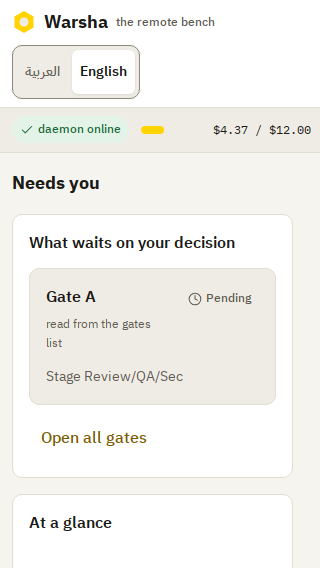 Warsha the remote bench
العربية English
daemon online $4.37 / $12.00
Needs you
What waits on your decision
Gate A Pending
read from the gates
list
Stage Review/QA/Sec
Open all gates
At a glance